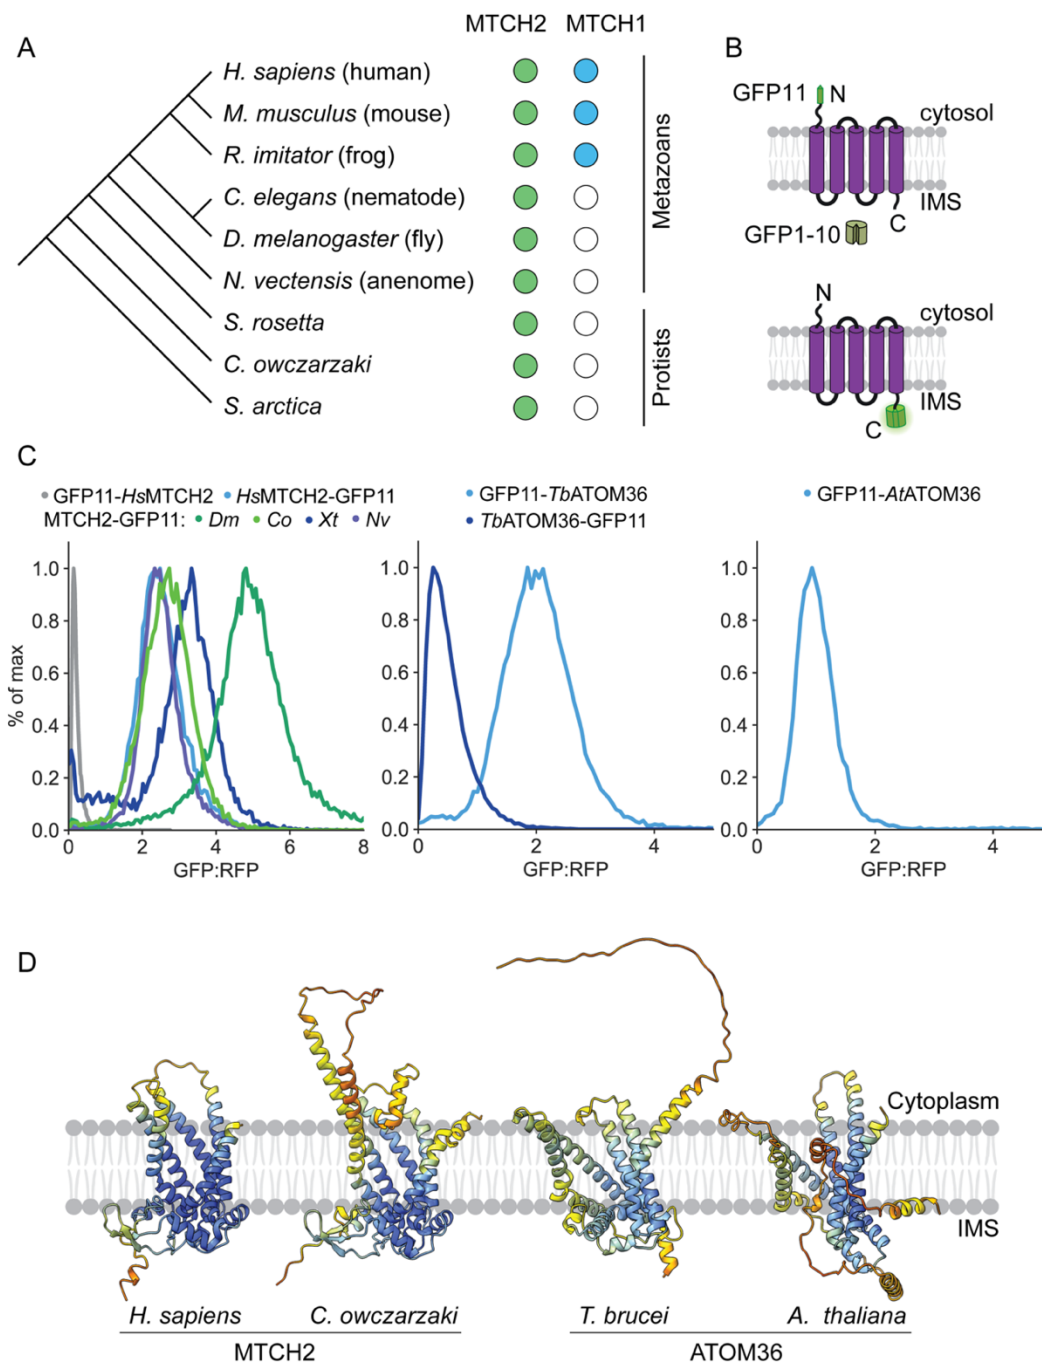 MTCH2 MTCH1
A
H. sapiens (human)
M. musculus (mouse)
R. imitator (frog)
C. elegans (nematode)
D. melanogaster (fly)
N. vectensis (anenome)
S. rosetta
C. owczarzaki
S. arctica
Metazoans
Protists
B
GFP11 N
cytosol
IMS
C
GFP1-10
N
cytosol
IMS
C
C
GFP11-HsMTCH2 HsMTCH2-GFP11
MTCH2-GFP11: Dm Co Xt Nv
GFP11-TbATOM36
TbATOM36-GFP11
GFP11-AtATOM36
% of max
1.0
0.8
0.6
0.4
0.2
0.0
0 2 4 6 8
GFP:RFP
1.0
0.8
0.6
0.4
0.2
0.0
0 2 4
GFP:RFP
1.0
0.8
0.6
0.4
0.2
0.0
0 2 4
GFP:RFP
D
Cytoplasm
IMS
H. sapiens C. owczarzaki T. brucei A. thaliana
MTCH2 ATOM36